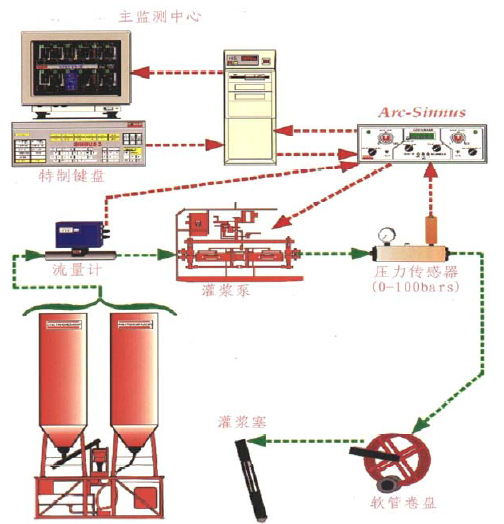 主监测中心
Arc-Sinnus
特制键盘
流量计
灌浆泵
压力传感器
(0-100bars)
灌浆塞
软管卷盘